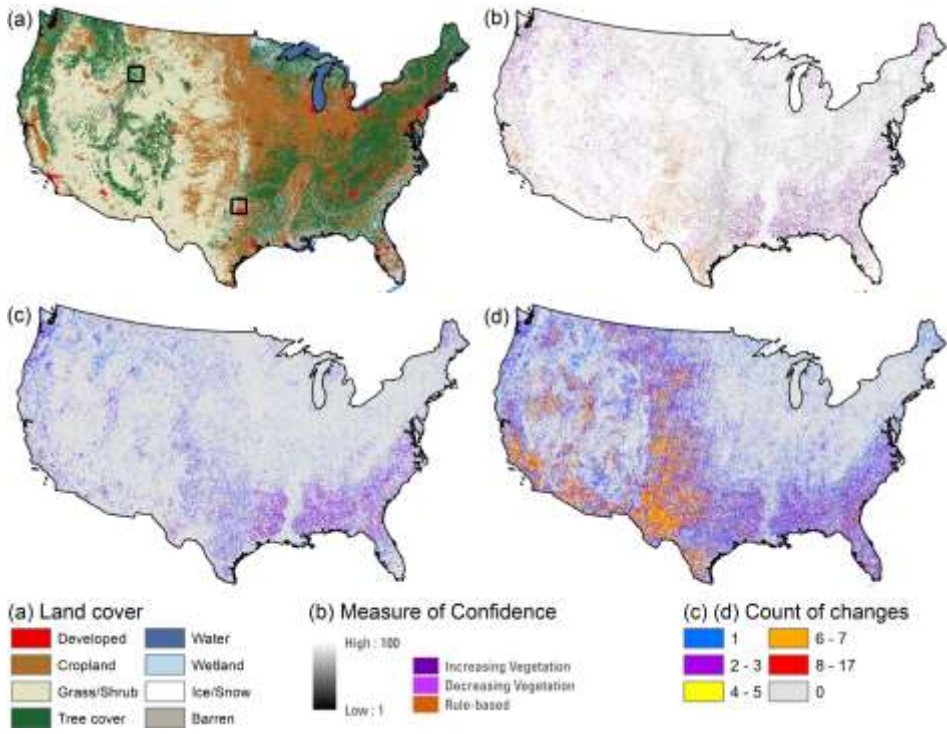 (a)
(b)
(c)
(d)
(a) Land cover
Developed
Water
Cropland
Wetland
Grass/Shrub
Ice/Snow
Tree cover
Barren
(b) Measure of Confidence
High : 100
Low : 1
Increasing Vegetation
Decreasing Vegetation
Rule-based
(c) (d) Count of changes
1
6 - 7
2 - 3
8 - 17
4 - 5
0